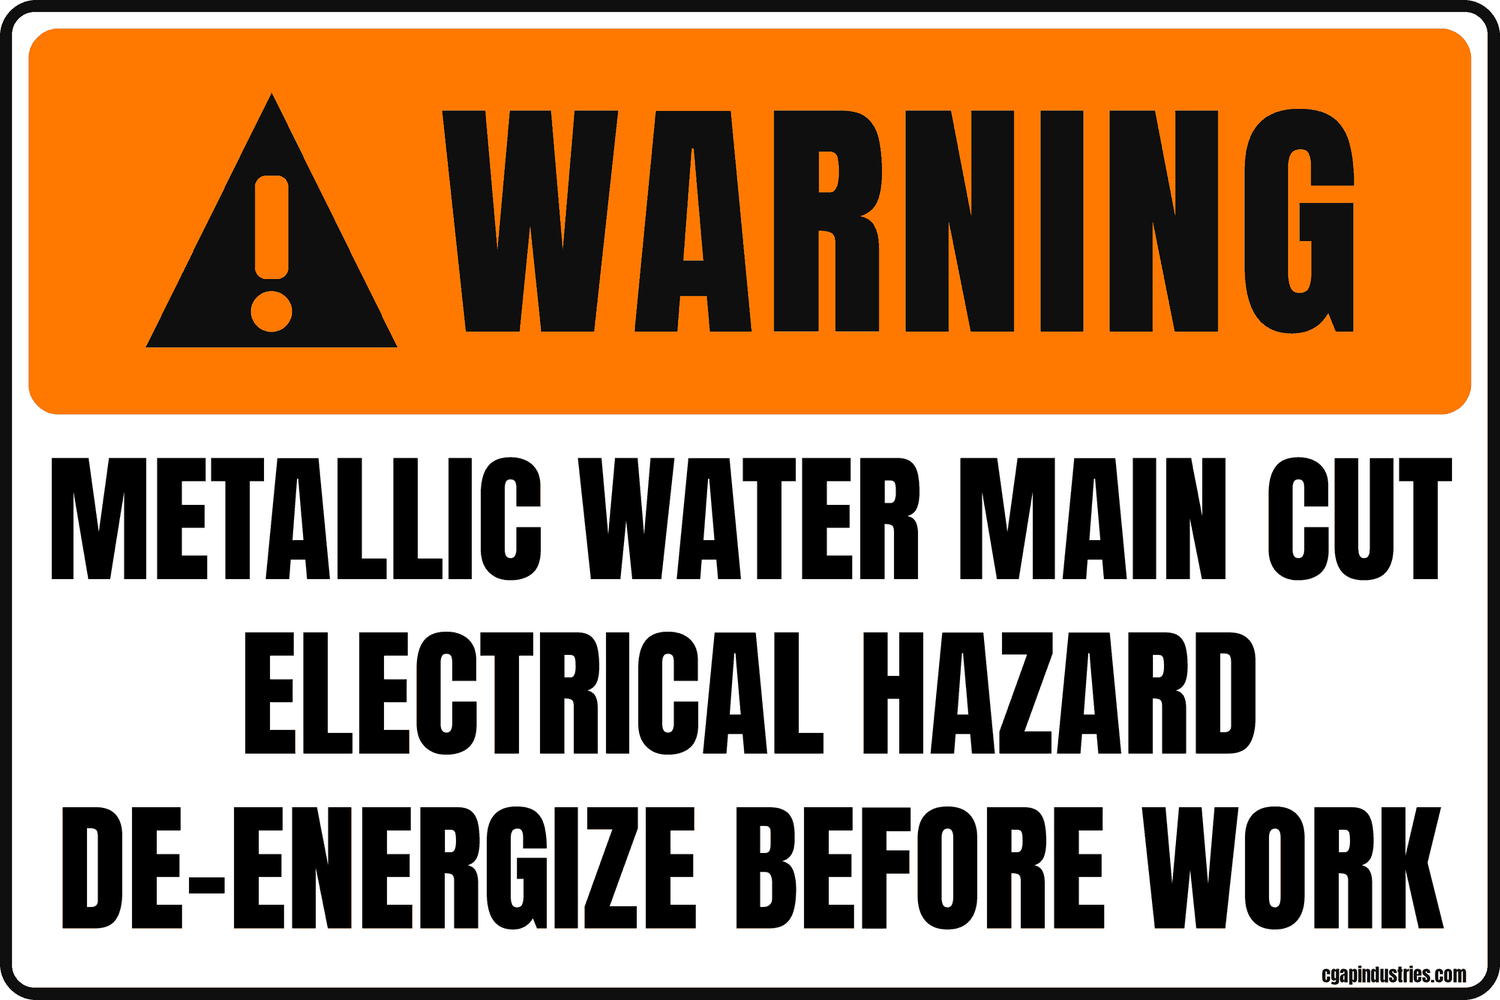 WARNING
METALLIC WATER MAIN CUT
ELECTRICAL HAZARD
DE-ENERGIZE BEFORE WORK
cgapindustries.com